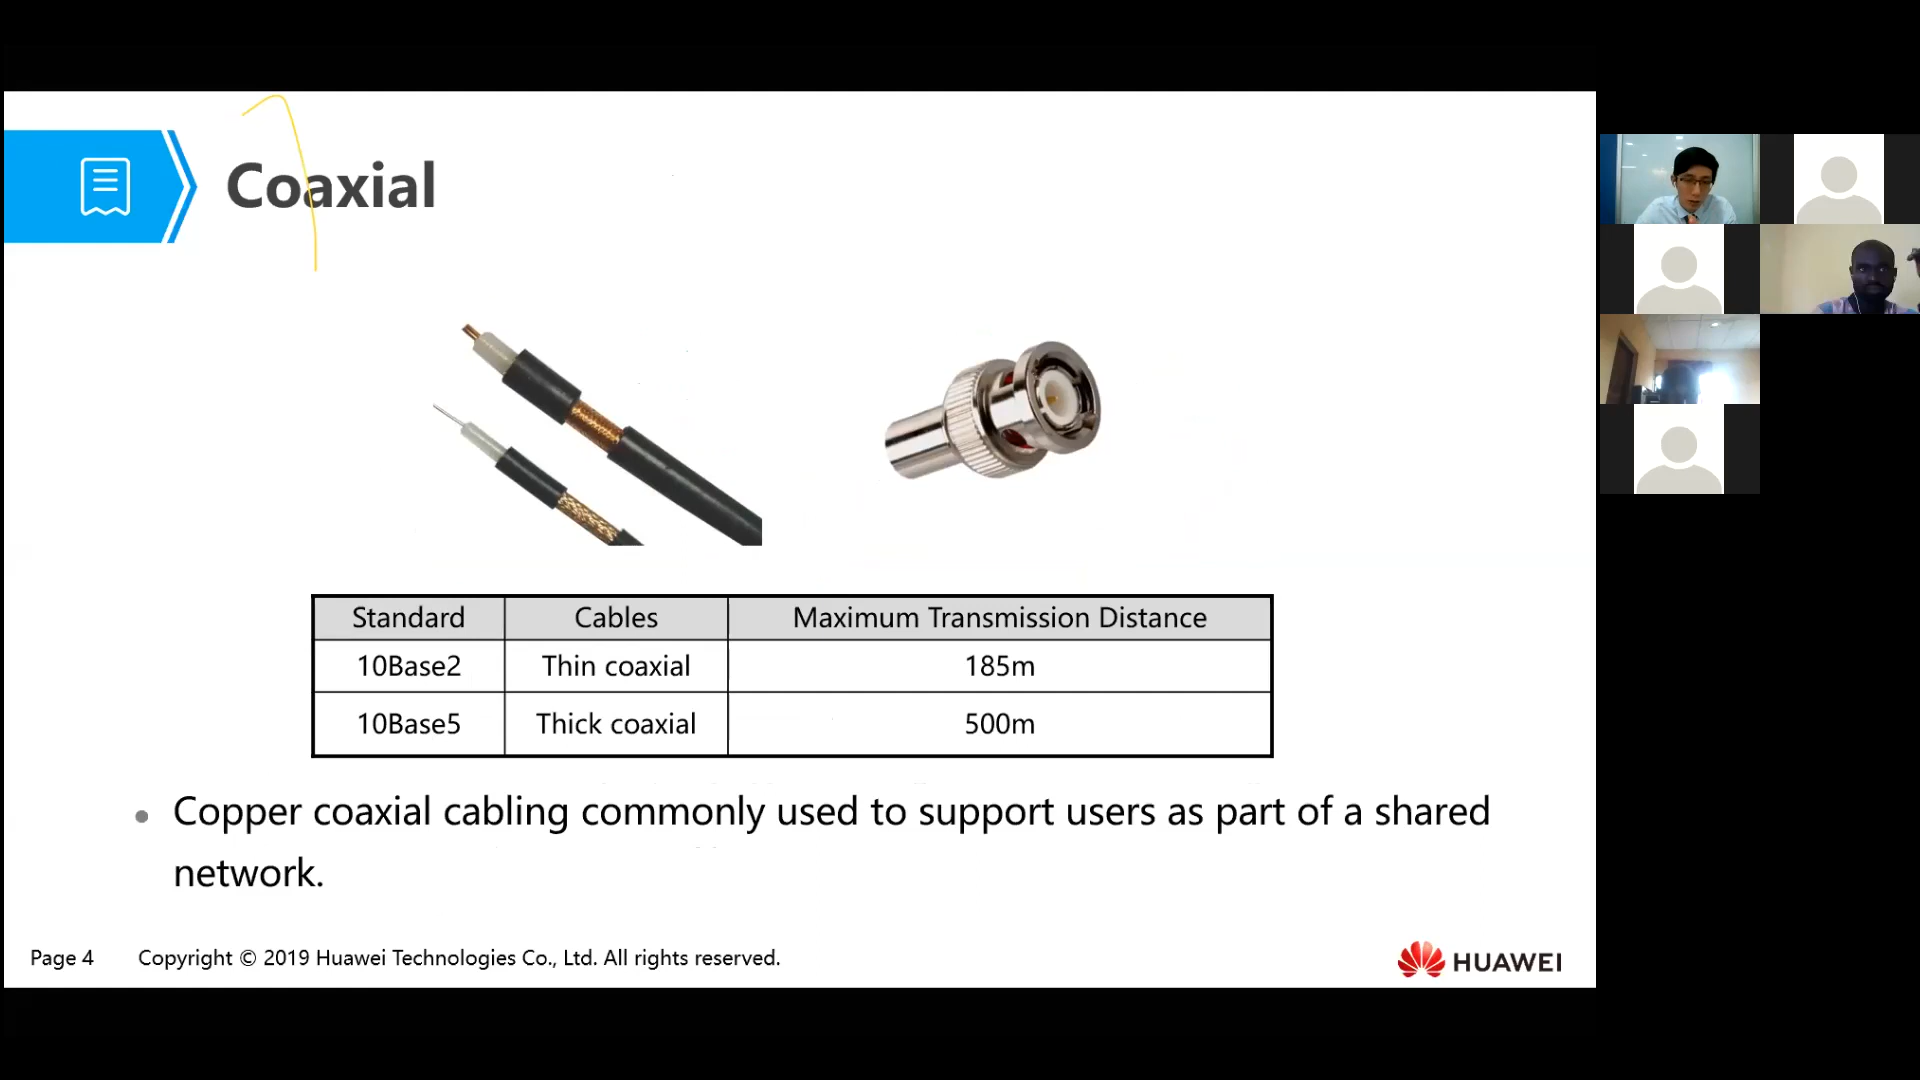 Coaxial
Standard Cables Maximum Transmission Distance
10Base2 Thin coaxial 185m
10Base5 Thick coaxial 500m
• Copper coaxial cabling commonly used to support users as part of a shared
network.
Page 4 Copyright © 2019 Huawei Technologies Co., Ltd. All rights reserved.
HUAWEI